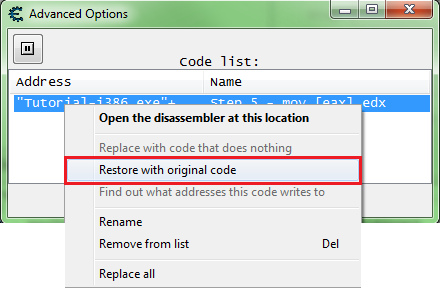 Advanced Options
Code list:
Address Name
"Tutorial-i386.exe"+ Step 5 - mov [eax],edx
Open the disassembler at this location
Replace with code that does nothing
Restore with original code
Find out what addresses this code writes to
Rename
Remove from list Del
Replace all